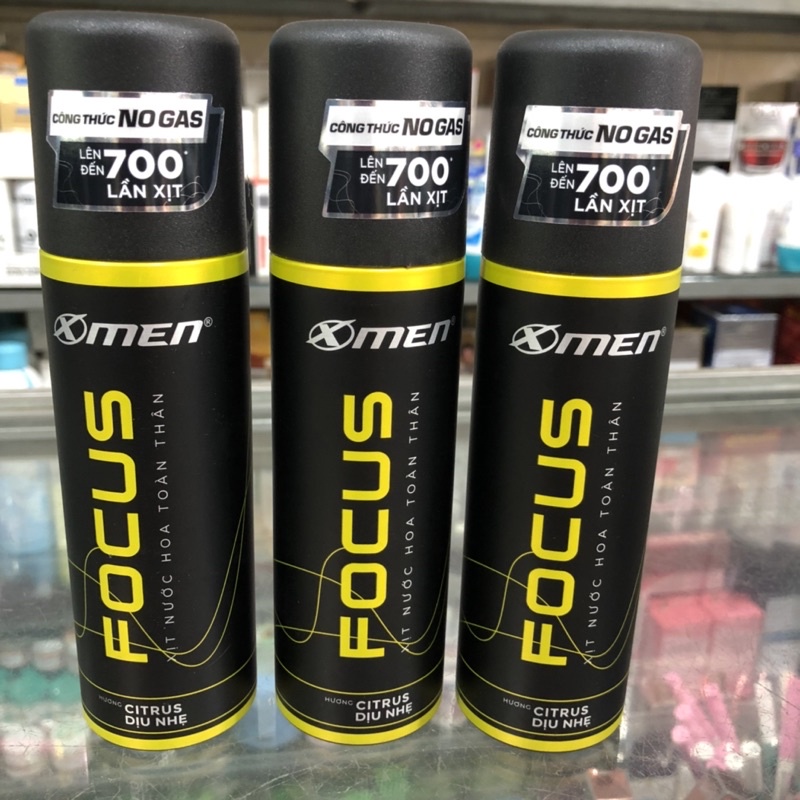 CÔNG THỨC NO GAS
LÊN ĐẾN 700* LẦN XỊT
XMEN®
FOCUS
XỊT NƯỚC HOA TOÀN THÂN
HƯƠNG CITRUS
DỊU NHẸ
CÔNG THỨC NO GAS
LÊN ĐẾN 700* LẦN XỊT
XMEN®
FOCUS
XỊT NƯỚC HOA TOÀN THÂN
HƯƠNG CITRUS
DỊU NHẸ
CÔNG THỨC NO GAS
LÊN ĐẾN 700* LẦN XỊT
XMEN®
FOCUS
XỊT NƯỚC HOA TOÀN THÂN
HƯƠNG CITRUS
DỊU NHẸ